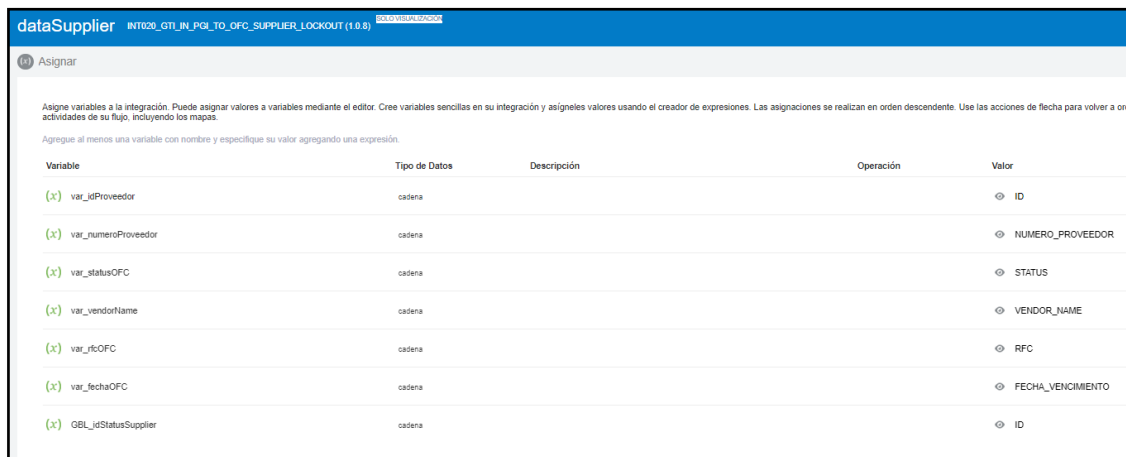 dataSupplier INT020_GTI_IN_PGI_TO_OFC_SUPPLIER_LOCKOUT (1.0.8) SOLO VISUALIZACIÓN
(x) Asignar
Asigne variables a la integración. Puede asignar valores a variables mediante el editor. Cree variables sencillas en su integración y asígneles valores usando el creador de expresiones. Las asignaciones se realizan en orden descendente. Use las acciones de flecha para volver a or
actividades de su flujo, incluyendo los mapas.
Agregue al menos una variable con nombre y especifique su valor agregando una expresión.
Variable Tipo de Datos Descripción Operación Valor
(x) var_idProveedor cadena ID
(x) var_numeroProveedor cadena NUMERO_PROVEEDOR
(x) var_statusOFC cadena STATUS
(x) var_vendorName cadena VENDOR_NAME
(x) var_rfcOFC cadena RFC
(x) var_fechaOFC cadena FECHA_VENCIMIENTO
(x) GBL_idStatusSupplier cadena ID